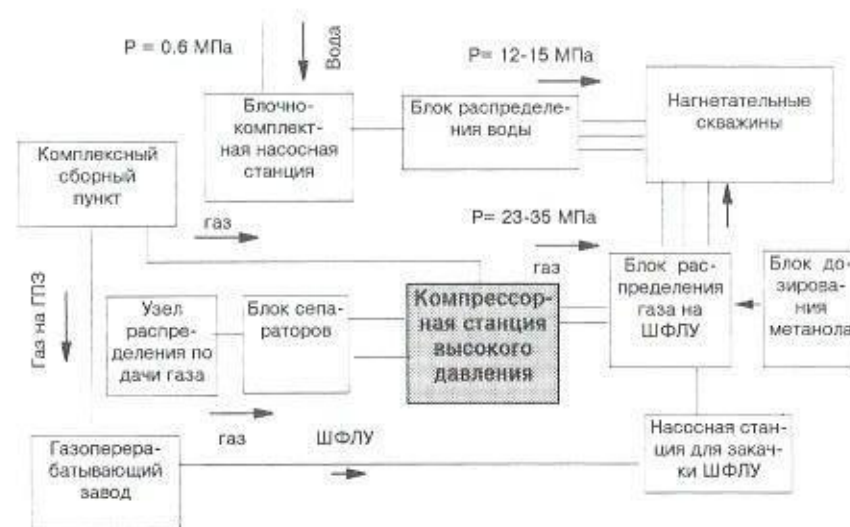 P = 0.6 МПа
Вода
P= 12-15 МПа
Блочно-
комплект-
ная насосная
станция
Блок распределе-
ния воды
Нагнетательные
скважины
Комплексный
сборный
пункт
газ
P= 23-35 МПа
газ
Газ на ГПЗ
Узел
распре-
деления по
дачи газа
Блок сепа-
раторов
Компрессор-
ная станция
высокого
давления
Блок рас-
пределения
газа на
ШФЛУ
Блок до-
зирова-
ния
метанола
газ
ШФЛУ
Газоперера-
батывающий
завод
Насосная стан-
ция для закач-
ки ШФЛУ